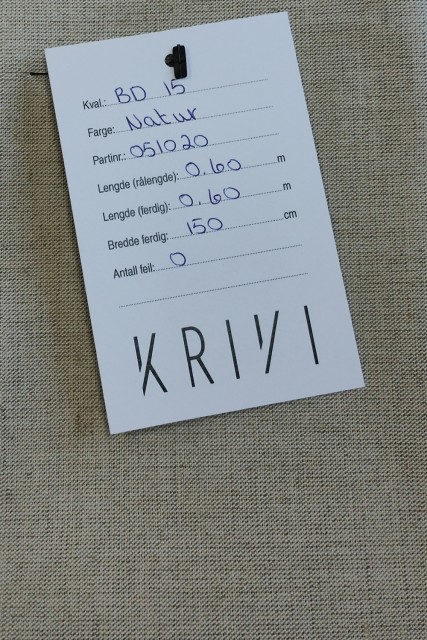 Kval.: BD 15
Farge: Natur
Partinr.: 051020
Lengde (rålengde): 0.60 m
Lengde (ferdig): 0.60 m
Bredde ferdig: 150 cm
Antall feil: 0
KRIVI